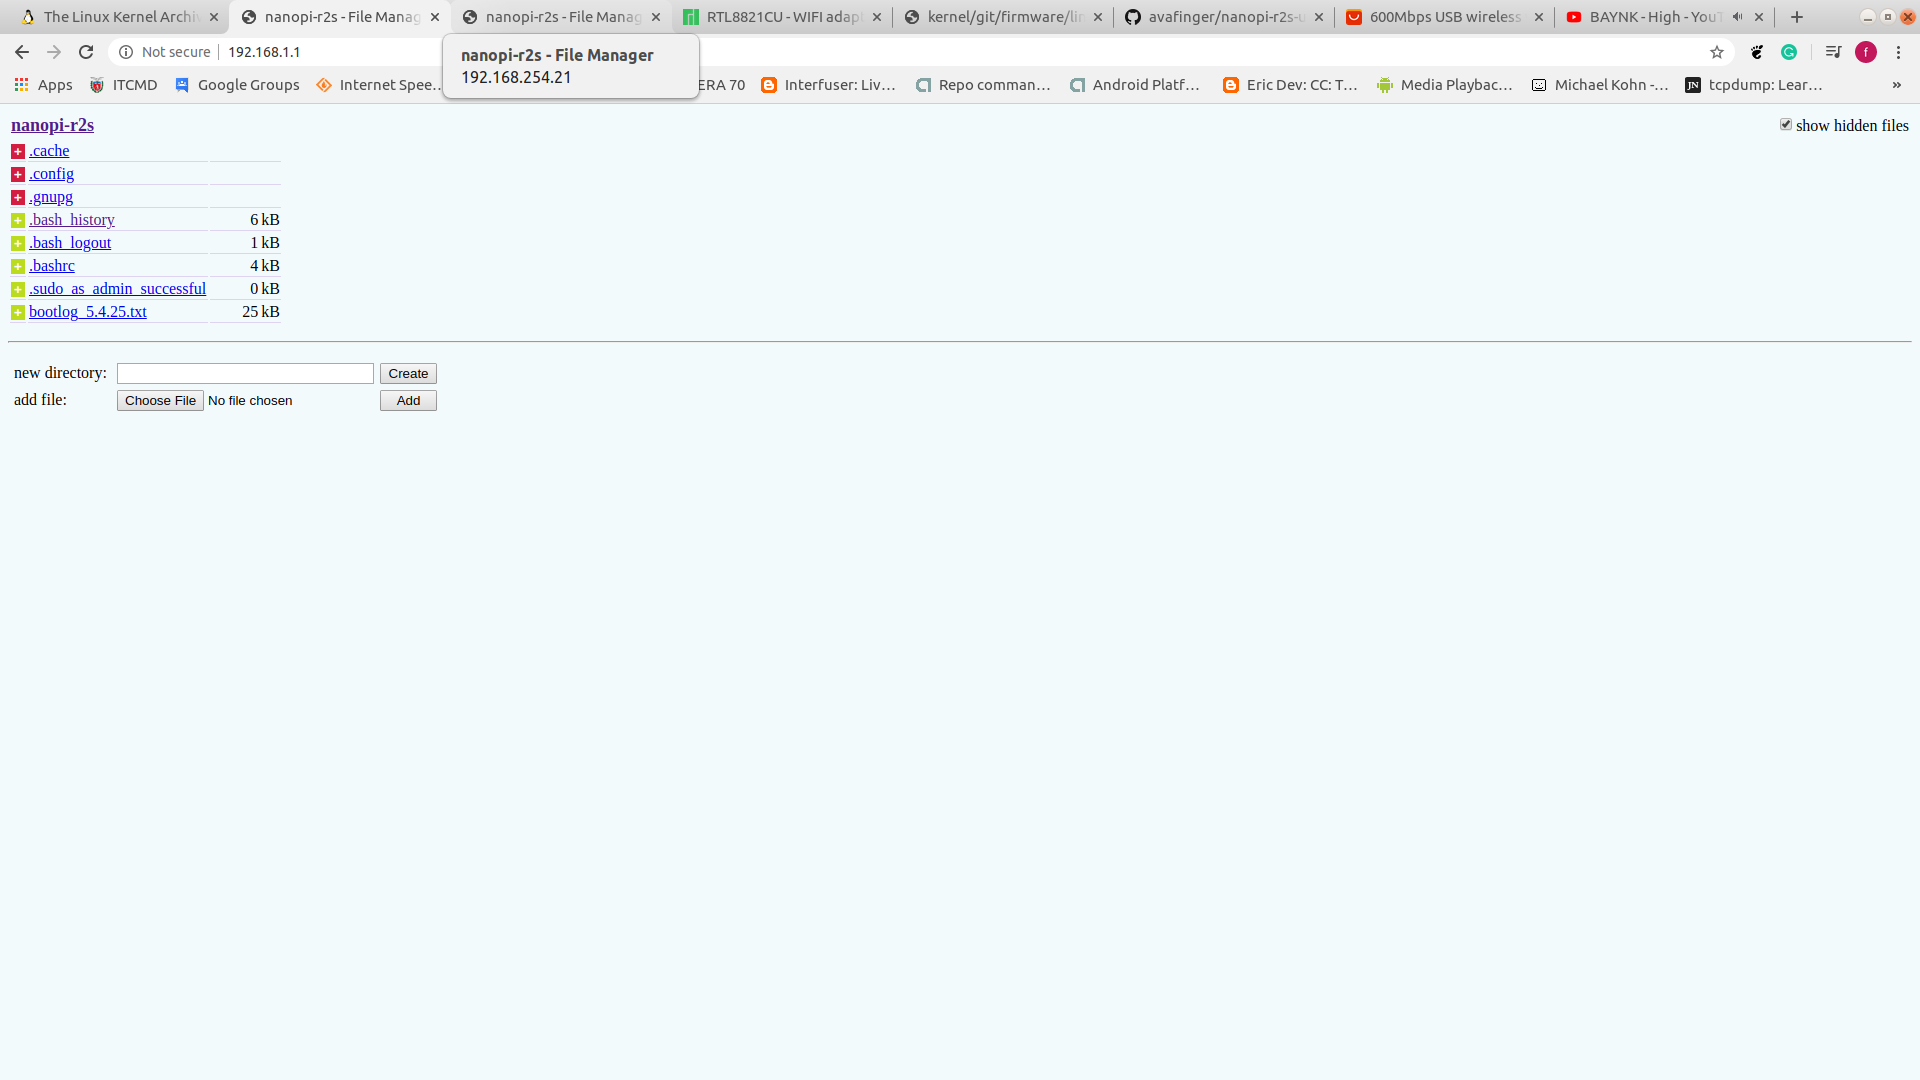 The Linux Kernel Archiv
nanopi-r2s - File Manag
nanopi-r2s - File Manag
RTL8821CU - WIFI adapt
kernel/git/firmware/lin
avafinger/nanopi-r2s-u
600Mbps USB wireless
BAYNK - High - YouT
Not secure
192.168.1.1
nanopi-r2s - File Manager
192.168.254.21
Apps
ITCMD
Google Groups
Internet Spee…
ERA 70
Interfuser: Liv…
Repo comman…
Android Platf…
Eric Dev: CC: T…
Media Playbac…
Michael Kohn -…
tcpdump: Lear…
»
nanopi-r2s
show hidden files
.cache
.config
.gnupg
.bash_history 6 kB
.bash_logout 1 kB
.bashrc 4 kB
.sudo_as_admin_successful 0 kB
bootlog_5.4.25.txt 25 kB
new directory: Create
add file: Choose File No file chosen Add